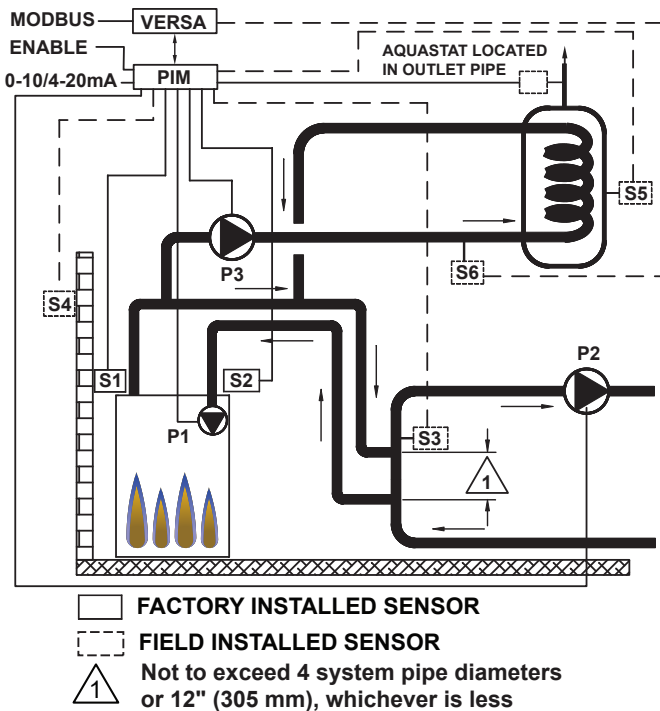 MODBUS
VERSA
ENABLE
0-10/4-20mA
PIM
AQUASTAT LOCATED
IN OUTLET PIPE
S5
P3
S6
S4
S1
S2
P2
P1
S3
1
FACTORY INSTALLED SENSOR
FIELD INSTALLED SENSOR
1
Not to exceed 4 system pipe diameters
or 12" (305 mm), whichever is less